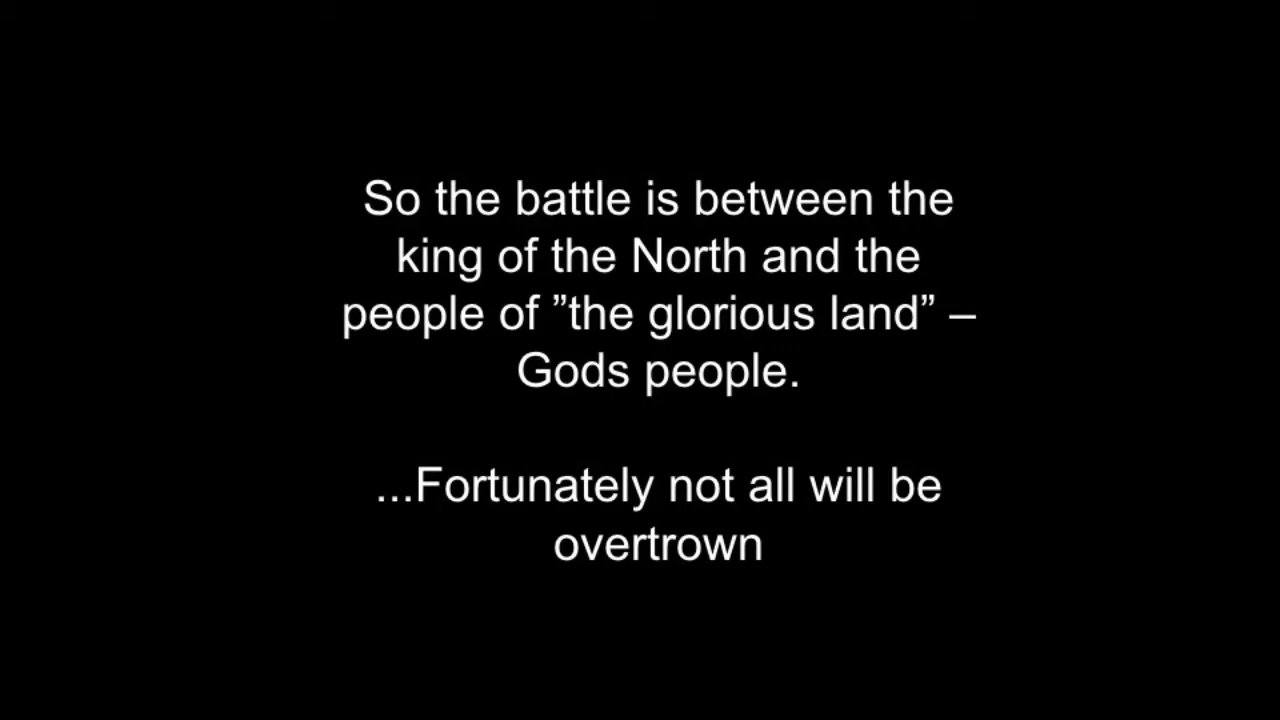 So the battle is between the
king of the North and the
people of ”the glorious land” –
Gods people.
...Fortunately not all will be
overtrown